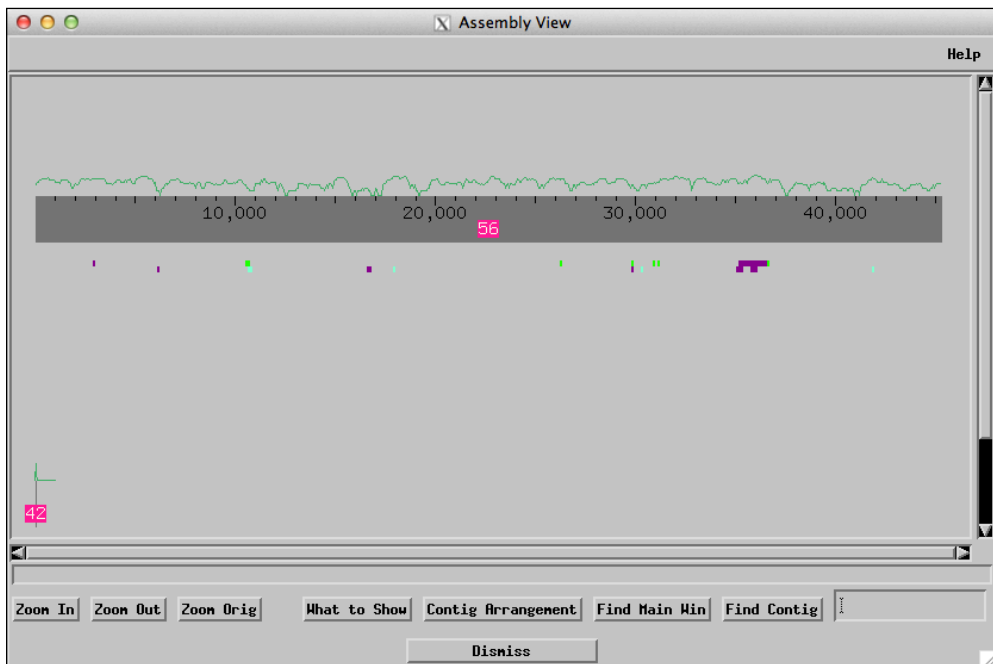 Assembly View
Help
10,000 20,000 30,000 40,000
56
42
Zoom In Zoom Out Zoom Orig What to Show Contig Arrangement Find Main Win Find Contig
Dismiss